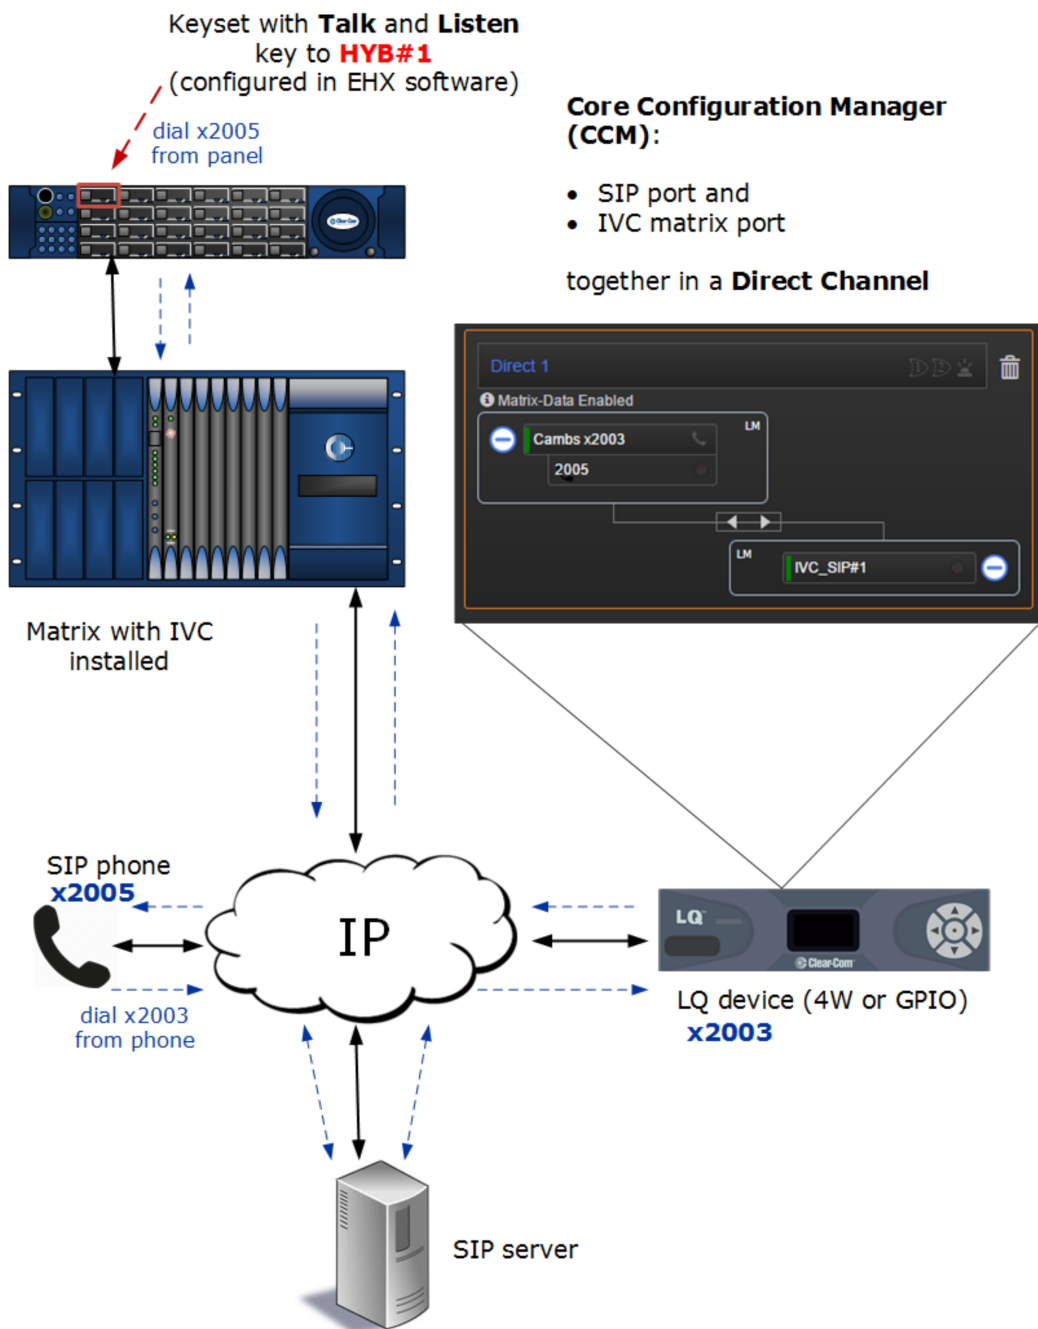 Keyset with Talk and Listen
key to HYB#1
(configured in EHX software)
dial x2005
from panel
Clear-Com
Core Configuration Manager
(CCM):
• SIP port and
• IVC matrix port
together in a Direct Channel
Direct 1
Matrix-Data Enabled
Cambs x2003
LM
2005
LM
IVC_SIP#1
Matrix with IVC
installed
SIP phone
x2005
IP
LQ™
Clear-Com
dial x2003
from phone
LQ device (4W or GPIO)
x2003
SIP server